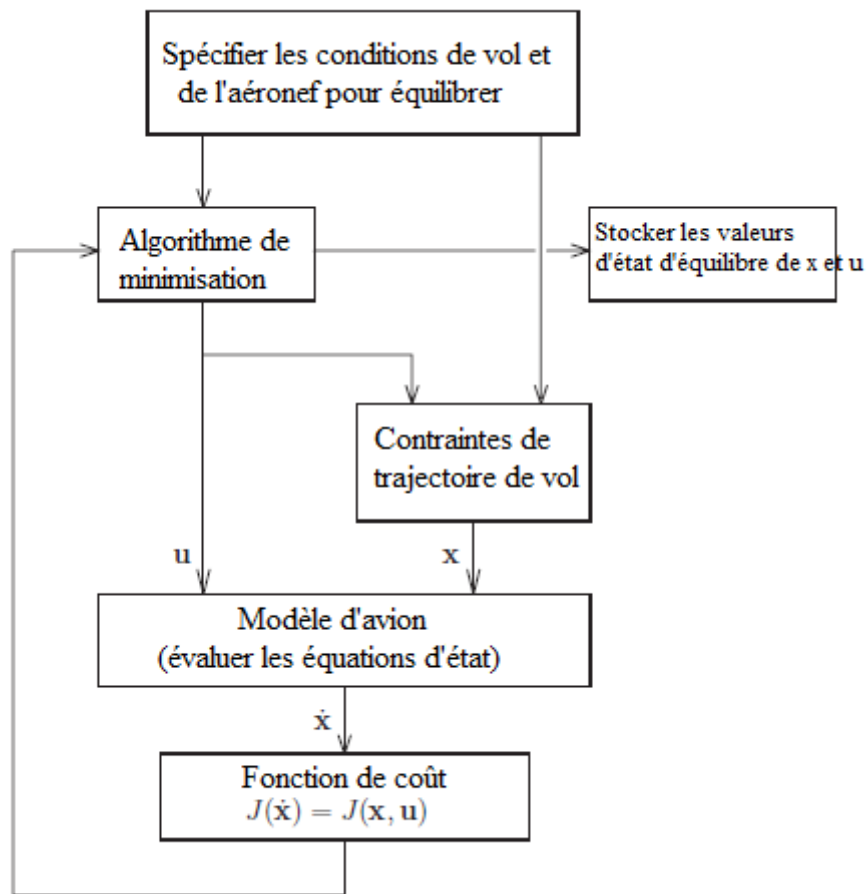 Spécifier les conditions de vol et
de l'aéronef pour équilibrer
Algorithme de
minimisation
Stocker les valeurs
d'état d'équilibre de x et u
Contraintes de
trajectoire de vol
u
x
Modèle d'avion
(évaluer les équations d'état)
ẋ
Fonction de coût
J(ẋ) = J(x, u)